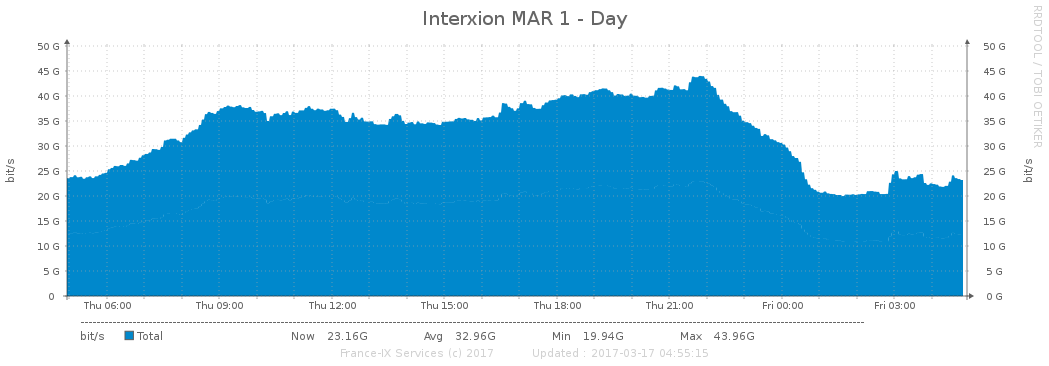 Interxion MAR 1 - Day
RRDTOOL / TOBI OETIKER
50 G 50 G
45 G 45 G
40 G 40 G
35 G 35 G
30 G 30 G
25 G 25 G
20 G 20 G
15 G 15 G
10 G 10 G
5 G 5 G
0 0 G
bit/s bit/s
Thu 06:00 Thu 09:00 Thu 12:00 Thu 15:00 Thu 18:00 Thu 21:00 Fri 00:00 Fri 03:00
bit/s Total Now 23.16G Avg 32.96G Min 19.94G Max 43.96G
France-IX Services (c) 2017 Updated : 2017-03-17 04:55:15